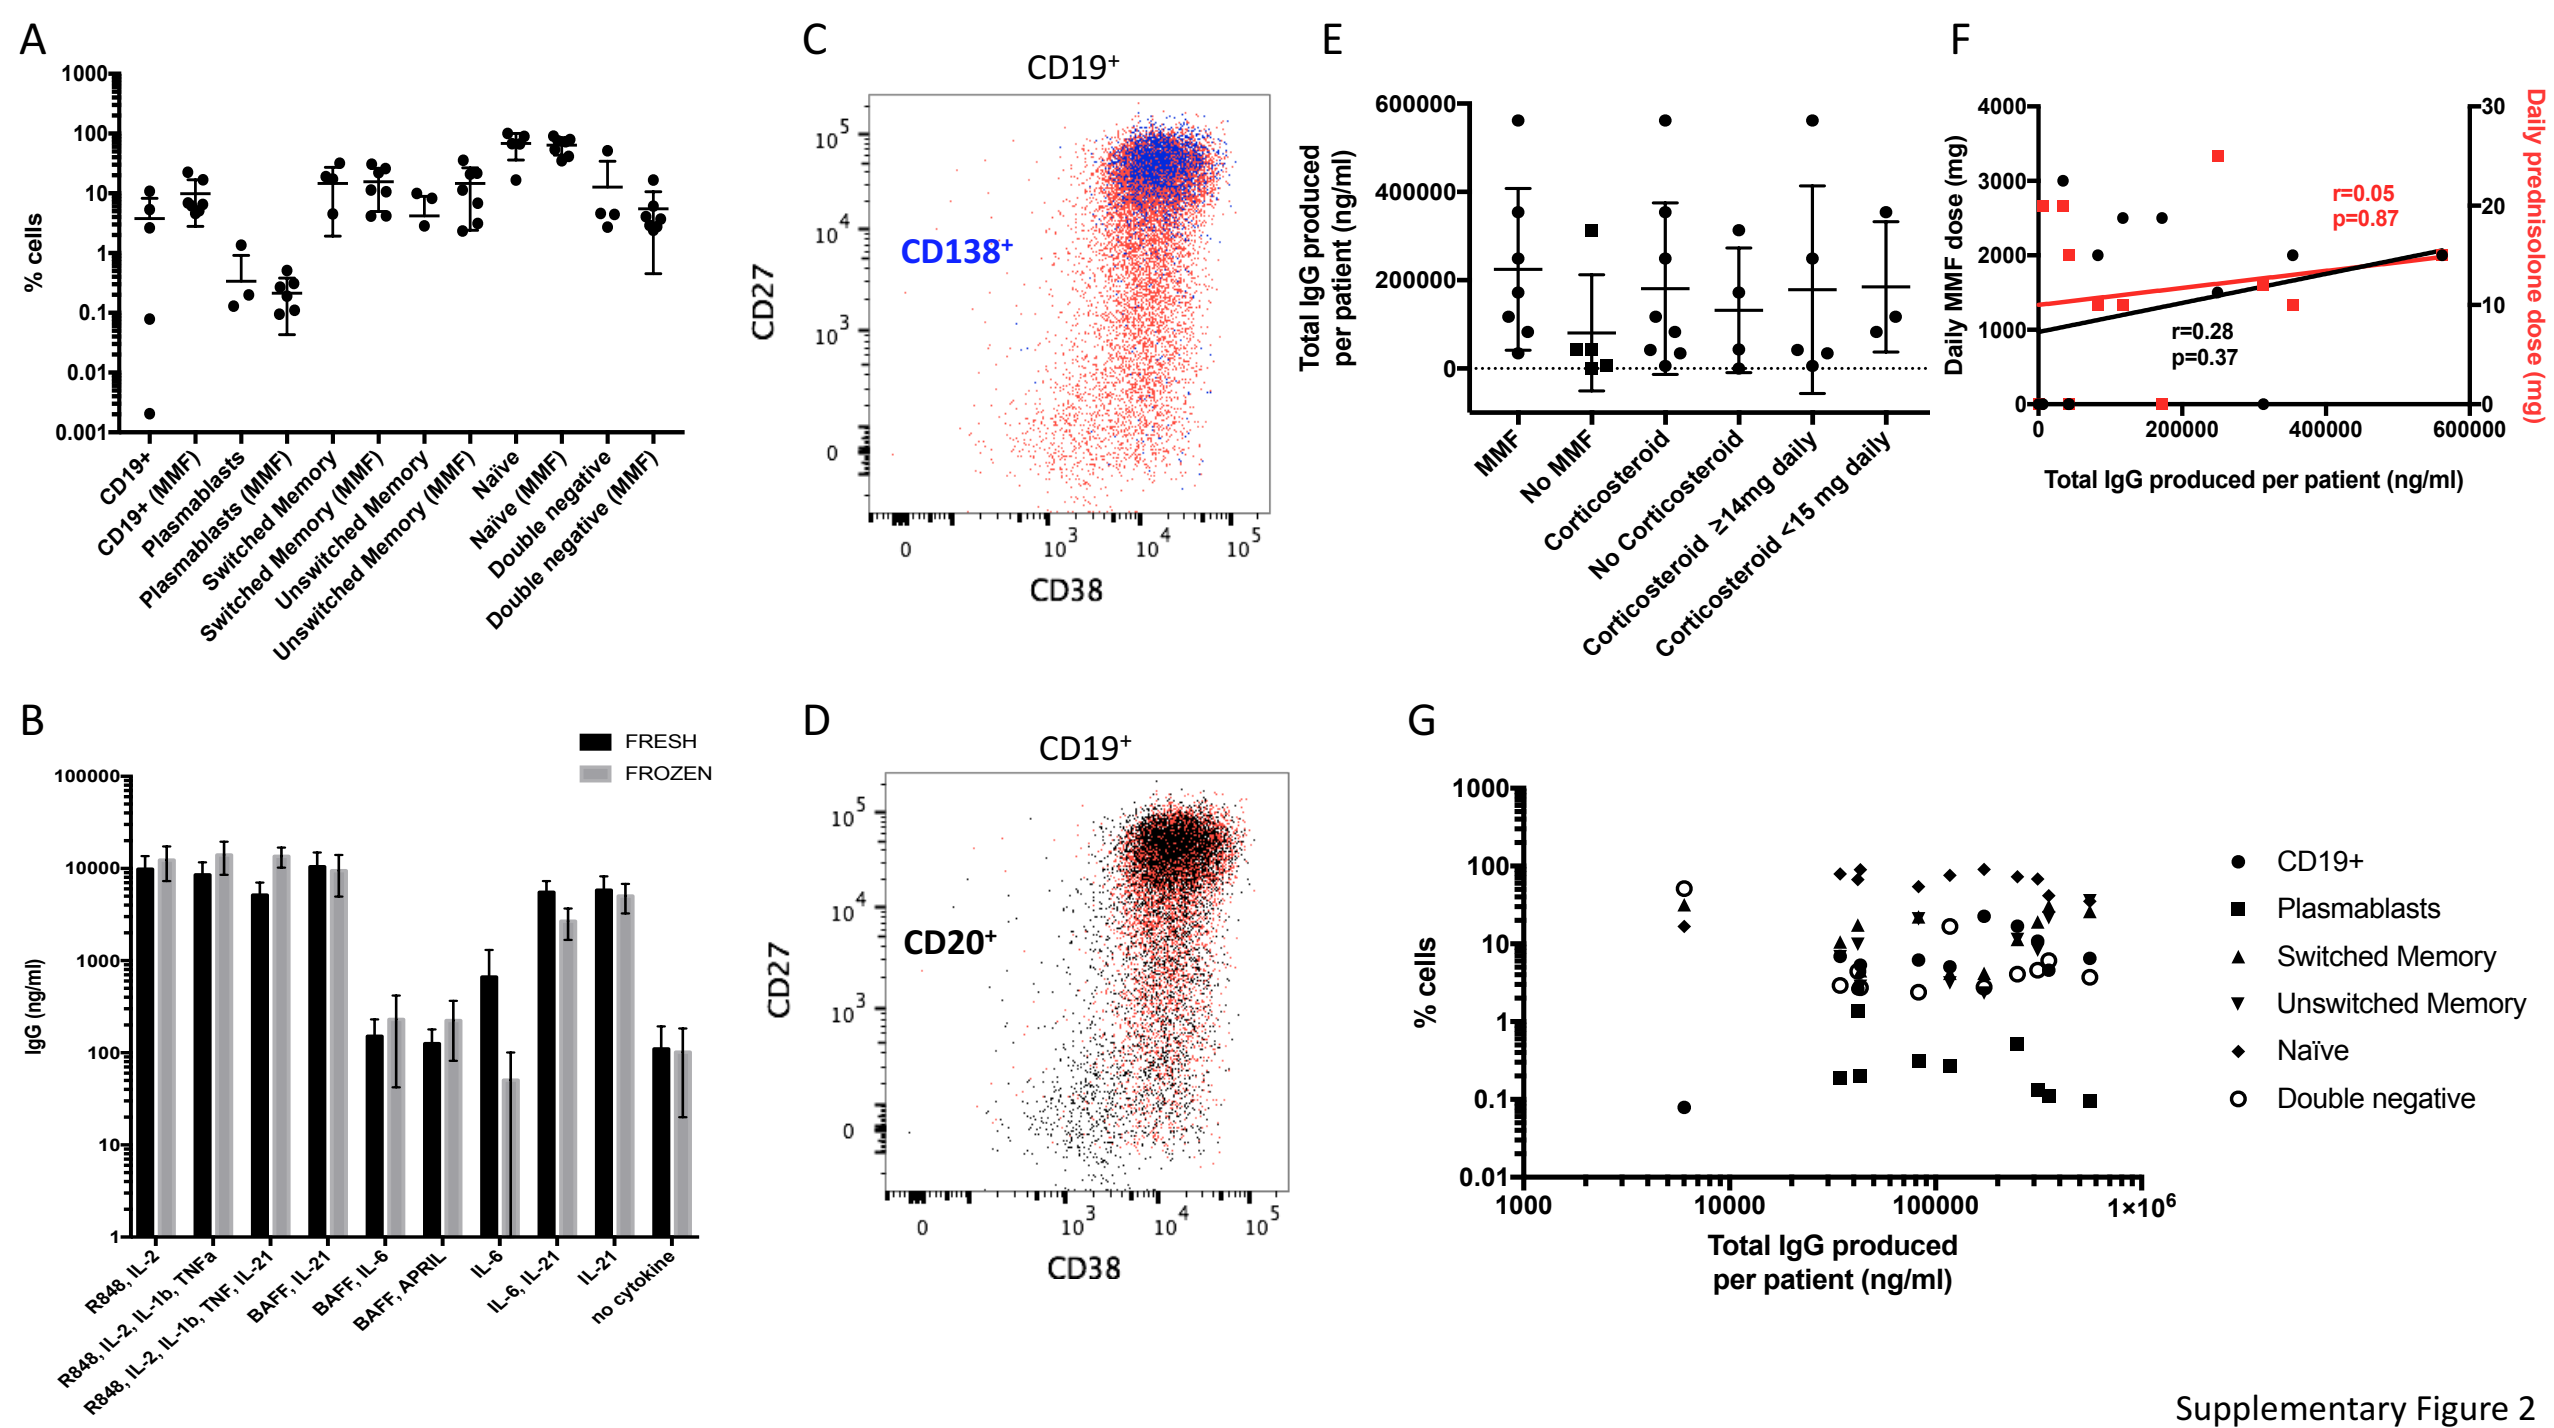 A
1000
100
10
1
0.1
0.01
0.001
% cells
CD19+
CD19+ (MMF)
Plasmablasts
Plasmablasts (MMF)
Switched Memory
Switched Memory (MMF)
Unswitched Memory
Unswitched Memory (MMF)
Naïve
Naïve (MMF)
Double negative
Double negative (MMF)
C
CD19+
CD138+
10^5
10^4
10^3
0
CD27
0
10^3
10^4
10^5
CD38
E
600000
400000
200000
0
Total IgG produced
per patient (ng/ml)
MMF
No MMF
Corticosteroid
No Corticosteroid
Corticosteroid ≥14mg daily
Corticosteroid <15 mg daily
F
4000
3000
2000
1000
0
Daily MMF dose (mg)
30
20
10
0
Daily prednisolone dose (mg)
r=0.05
p=0.87
r=0.28
p=0.37
0
200000
400000
600000
Total IgG produced per patient (ng/ml)
B
FRESH
FROZEN
100000
10000
1000
100
10
1
IgG (ng/ml)
R848, IL-2
R848, IL-2, IL-1b, TNFa
R848, IL-2, IL-1b, TNF, IL-21
BAFF, IL-21
BAFF, IL-6
BAFF, APRIL
IL-6
IL-6, IL-21
IL-21
no cytokine
D
CD19+
CD20+
10^5
10^4
10^3
0
CD27
0
10^3
10^4
10^5
CD38
G
1000
100
10
1
0.1
0.01
% cells
1000
10000
100000
1×10^6
Total IgG produced
per patient (ng/ml)
CD19+
Plasmablasts
Switched Memory
Unswitched Memory
Naïve
Double negative
Supplementary Figure 2